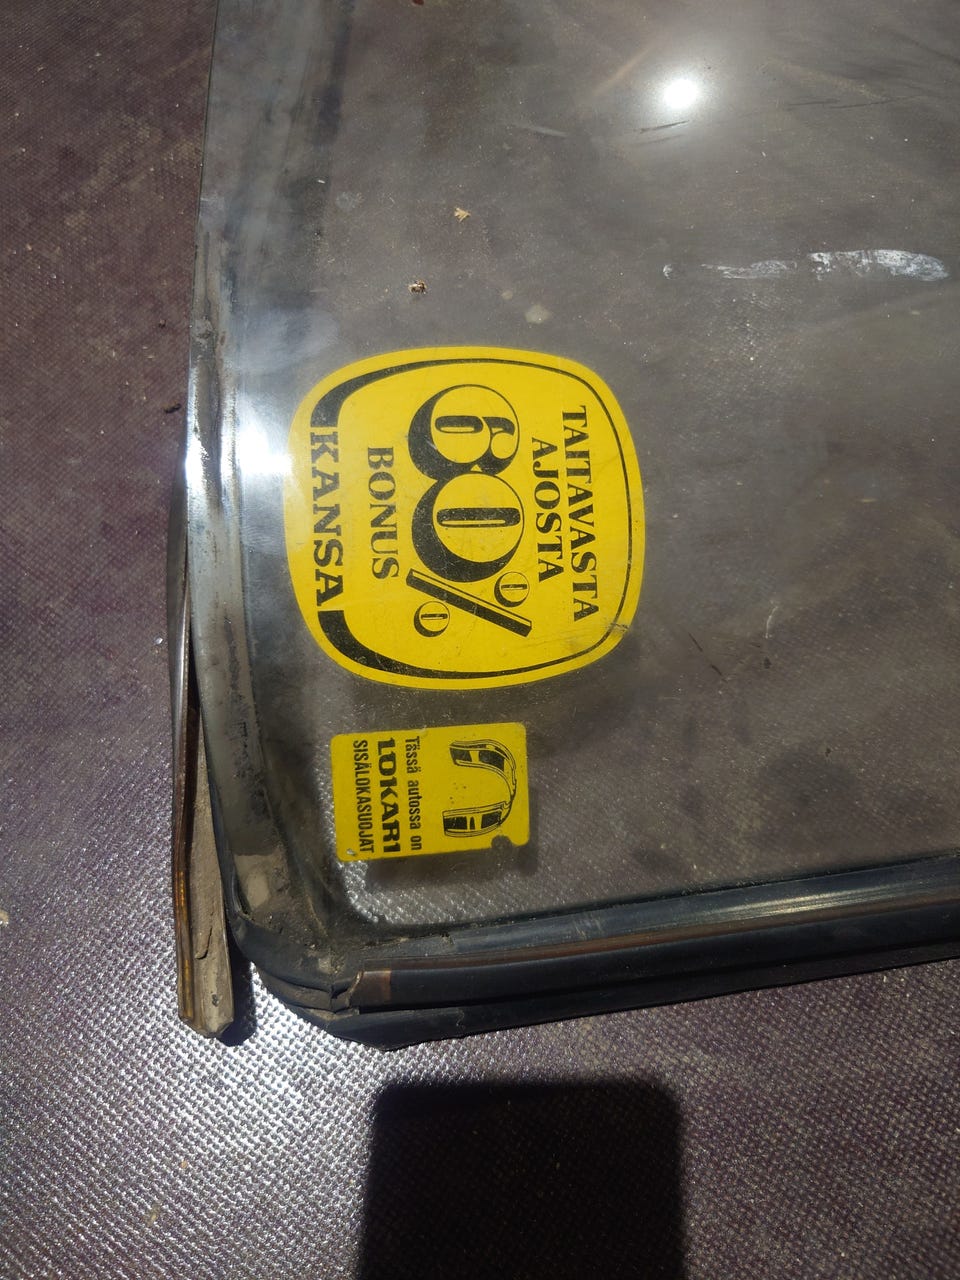 TAITAVASTA
AJOSTA
60%
BONUS
KANSA
Tässä autossa on
LOKARI
SISÄLOKASUOJAT